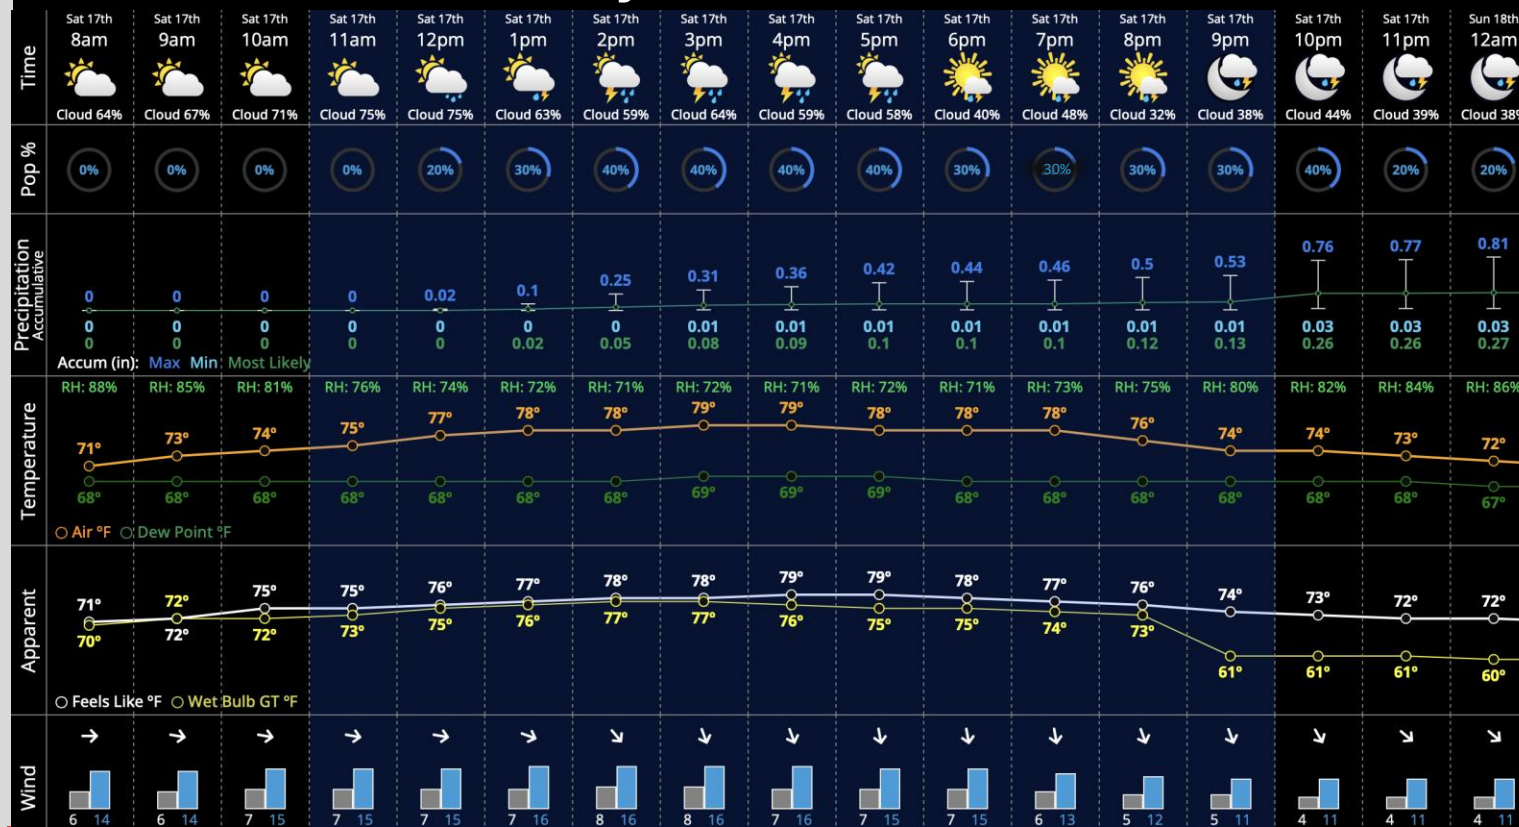 Sat 17th Sat 17th Sat 17th Sat 17th Sat 17th Sat 17th Sat 17th Sat 17th Sat 17th Sat 17th Sat 17th Sat 17th Sat 17th Sat 17th Sat 17th Sat 17th Sun 18th
Time 8am 9am 10am 11am 12pm 1pm 2pm 3pm 4pm 5pm 6pm 7pm 8pm 9pm 10pm 11pm 12am
Cloud 64% Cloud 67% Cloud 71% Cloud 75% Cloud 75% Cloud 63% Cloud 59% Cloud 64% Cloud 59% Cloud 58% Cloud 40% Cloud 48% Cloud 32% Cloud 38% Cloud 44% Cloud 39% Cloud 38%
Pop % 0% 0% 0% 0% 20% 30% 40% 40% 40% 40% 30% 30% 30% 30% 40% 20% 20%
Precipitation
Accumulative
0 0 0 0 0.02 0.1 0.25 0.31 0.36 0.42 0.44 0.46 0.5 0.53 0.76 0.77 0.81
0 0 0 0 0 0 0 0.01 0.01 0.01 0.01 0.01 0.01 0.01 0.03 0.03 0.03
0 0 0 0 0 0.02 0.05 0.08 0.09 0.1 0.1 0.1 0.12 0.13 0.26 0.26 0.27
Accum (in): Max Min Most Likely
RH: 88% RH: 85% RH: 81% RH: 76% RH: 74% RH: 72% RH: 71% RH: 72% RH: 71% RH: 72% RH: 71% RH: 73% RH: 75% RH: 80% RH: 82% RH: 84% RH: 86%
Temperature
71° 73° 74° 75° 77° 78° 78° 79° 79° 78° 78° 78° 76° 74° 74° 73° 72°
68° 68° 68° 68° 68° 68° 68° 69° 69° 69° 68° 68° 68° 68° 68° 68° 67°
Air ºF Dew Point ºF
Apparent
71° 72° 75° 75° 76° 77° 78° 78° 79° 79° 78° 77° 76° 74° 73° 72° 72°
70° 72° 72° 73° 75° 76° 77° 77° 76° 75° 75° 74° 73° 61° 61° 61° 60°
Feels Like ºF Wet Bulb GT ºF
Wind
6 14 6 14 7 15 7 15 7 15 7 16 8 16 8 16 7 16 7 15 7 15 6 13 5 12 5 11 4 11 4 11 4 11